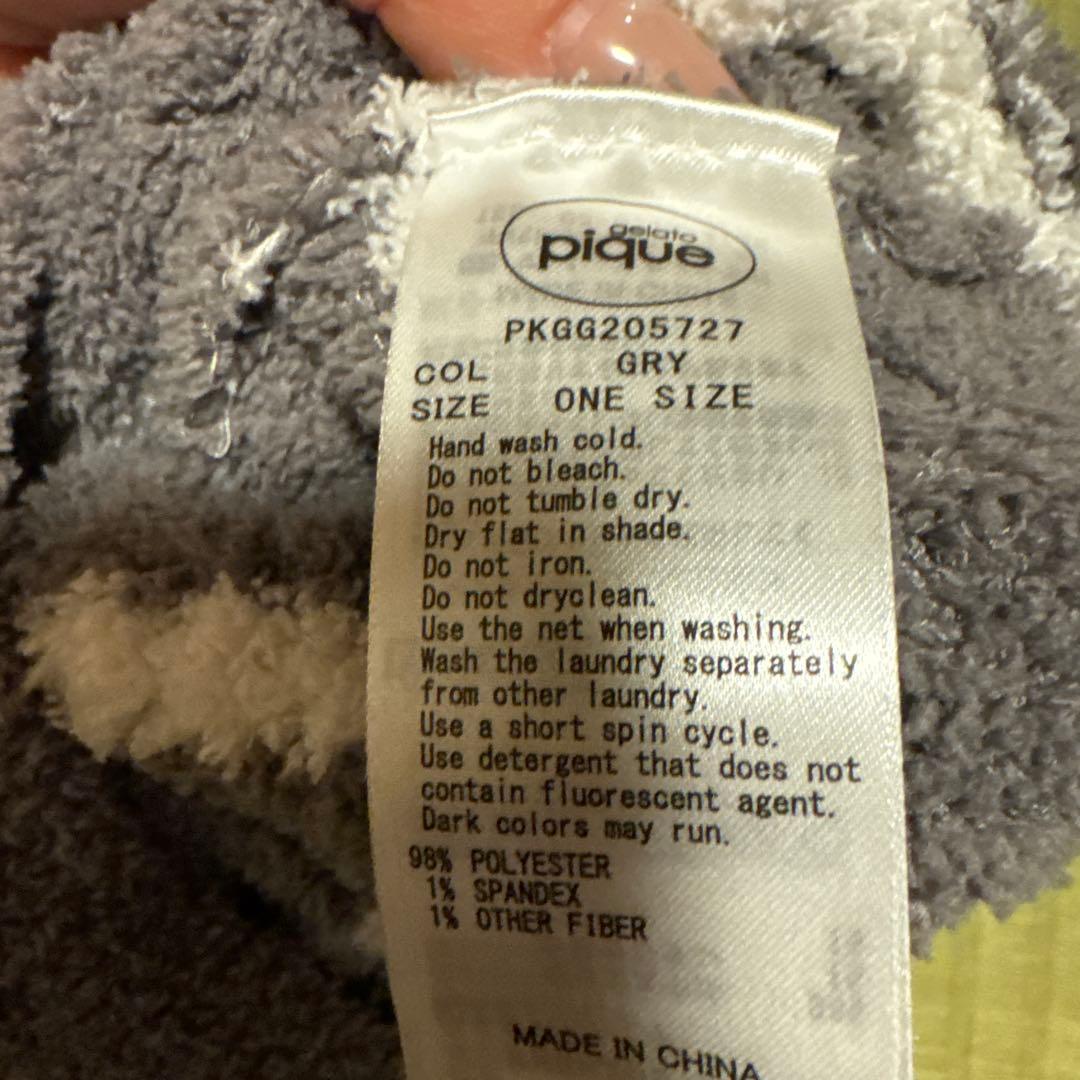 gelato
pique
PKGG205727
COL GRY
SIZE ONE SIZE
Hand wash cold.
Do not bleach.
Do not tumble dry.
Dry flat in shade.
Do not iron.
Do not dryclean.
Use the net when washing.
Wash the laundry separately
from other laundry.
Use a short spin cycle.
Use detergent that does not
contain fluorescent agent.
Dark colors may run.
98% POLYESTER
1% SPANDEX
1% OTHER FIBER
MADE IN CHINA